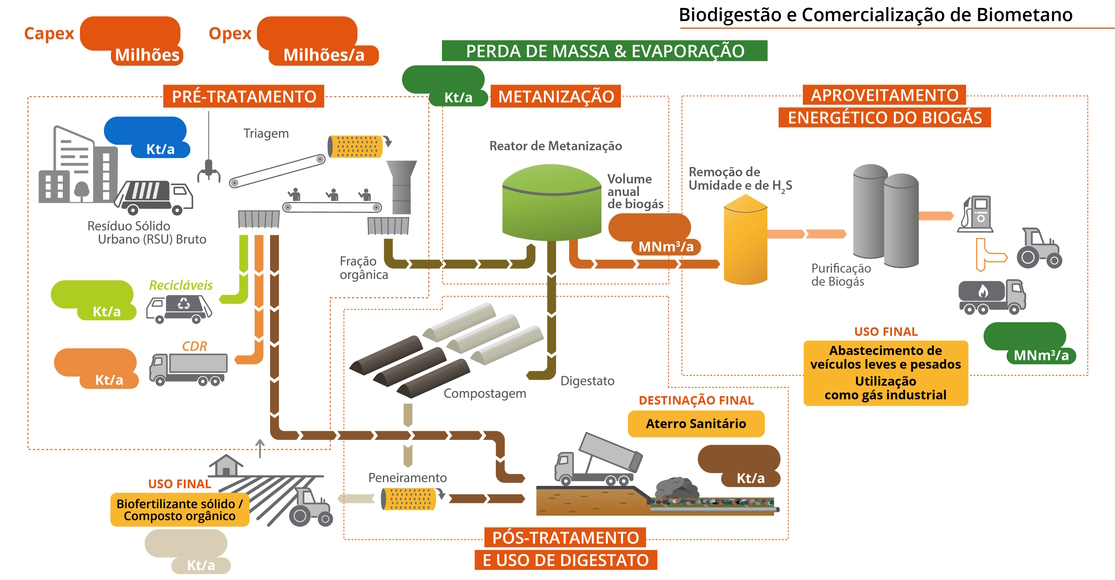 Biodigestão e Comercialização de Biometano
Capex
Milhões
Opex
Milhões/a
PERDA DE MASSA & EVAPORAÇÃO
Kt/a
PRÉ-TRATAMENTO
METANIZAÇÃO
APROVEITAMENTO
ENERGÉTICO DO BIOGÁS
Kt/a
Triagem
Resíduo Sólido
Urbano (RSU) Bruto
Reator de Metanização
Volume
anual
de biogás
MNm³/a
Remoção de
Umidade e de H₂S
Purificação
de Biogás
Fração
orgânica
Recicláveis
Kt/a
CDR
Kt/a
USO FINAL
Abastecimento de
veículos leves e pesados
Utilização
como gás industrial
MNm³/a
Compostagem
Digestato
DESTINAÇÃO FINAL
Aterro Sanitário
Kt/a
Peneiramento
USO FINAL
Biofertilizante sólido /
Composto orgânico
Kt/a
PÓS-TRATAMENTO
E USO DE DIGESTATO